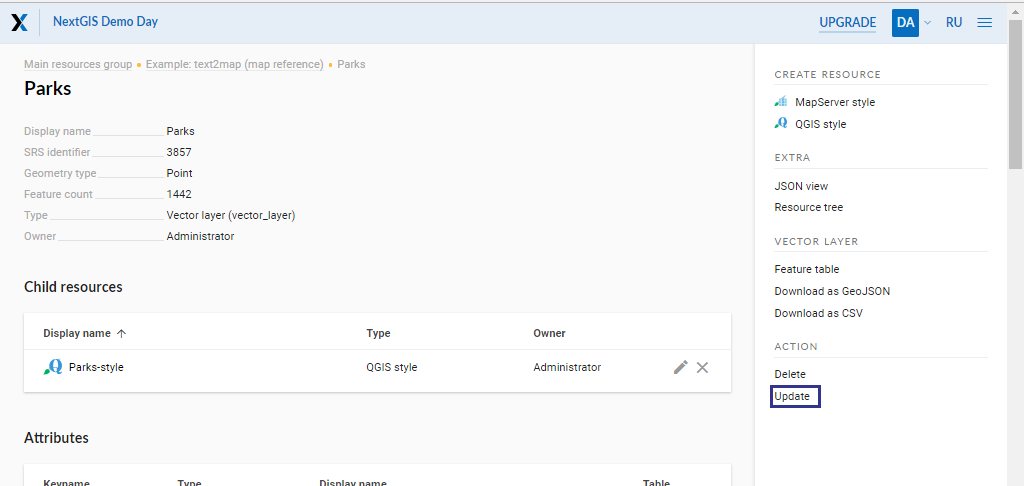 NextGIS Demo Day
UPGRADE DA RU
Main resources group • Example: text2map (map reference) • Parks
Parks
Display name Parks
SRS identifier 3857
Geometry type Point
Feature count 1442
Type Vector layer (vector_layer)
Owner Administrator
Child resources
Display name ↑ Type Owner
Parks-style QGIS style Administrator
Attributes
Keyname Type Display name Table
CREATE RESOURCE
MapServer style
QGIS style
EXTRA
JSON view
Resource tree
VECTOR LAYER
Feature table
Download as GeoJSON
Download as CSV
ACTION
Delete
Update